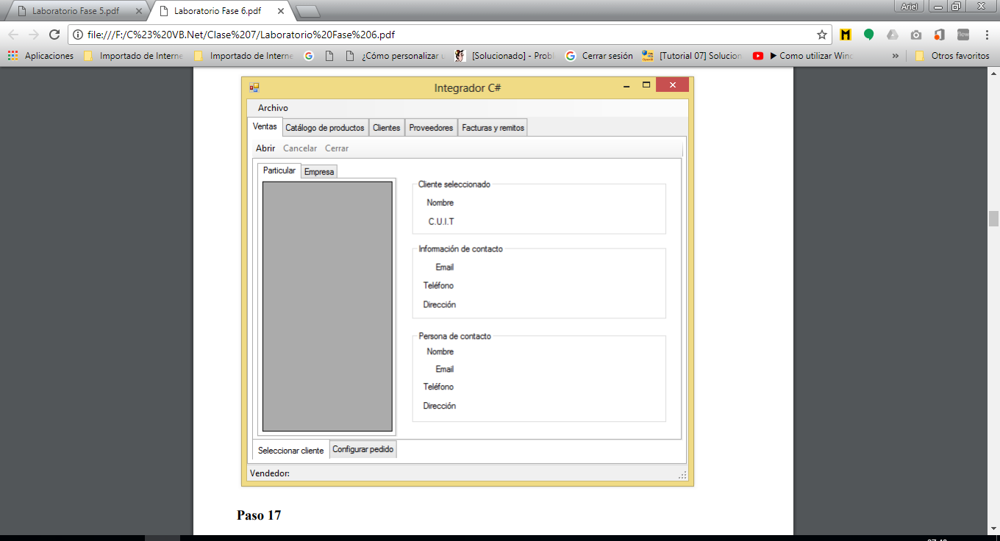 Laboratorio Fase 5.pdf
Laboratorio Fase 6.pdf
Ariel
file:///F:/C%23%20VB.Net/Clase%207/Laboratorio%20Fase%206.pdf
Aplicaciones
Importado de Interne
Importado de Interne
¿Cómo personalizar u
[Solucionado] - Probl
Cerrar sesión
[Tutorial 07] Solucion
Como utilizar Winc
»
Otros favoritos
Integrador C#
Archivo
Ventas
Catálogo de productos
Clientes
Proveedores
Facturas y remitos
Abrir
Cancelar
Cerrar
Particular
Empresa
Cliente seleccionado
Nombre
C.U.I.T
Información de contacto
Email
Teléfono
Dirección
Persona de contacto
Nombre
Email
Teléfono
Dirección
Seleccionar cliente
Configurar pedido
Vendedor:
Paso 17